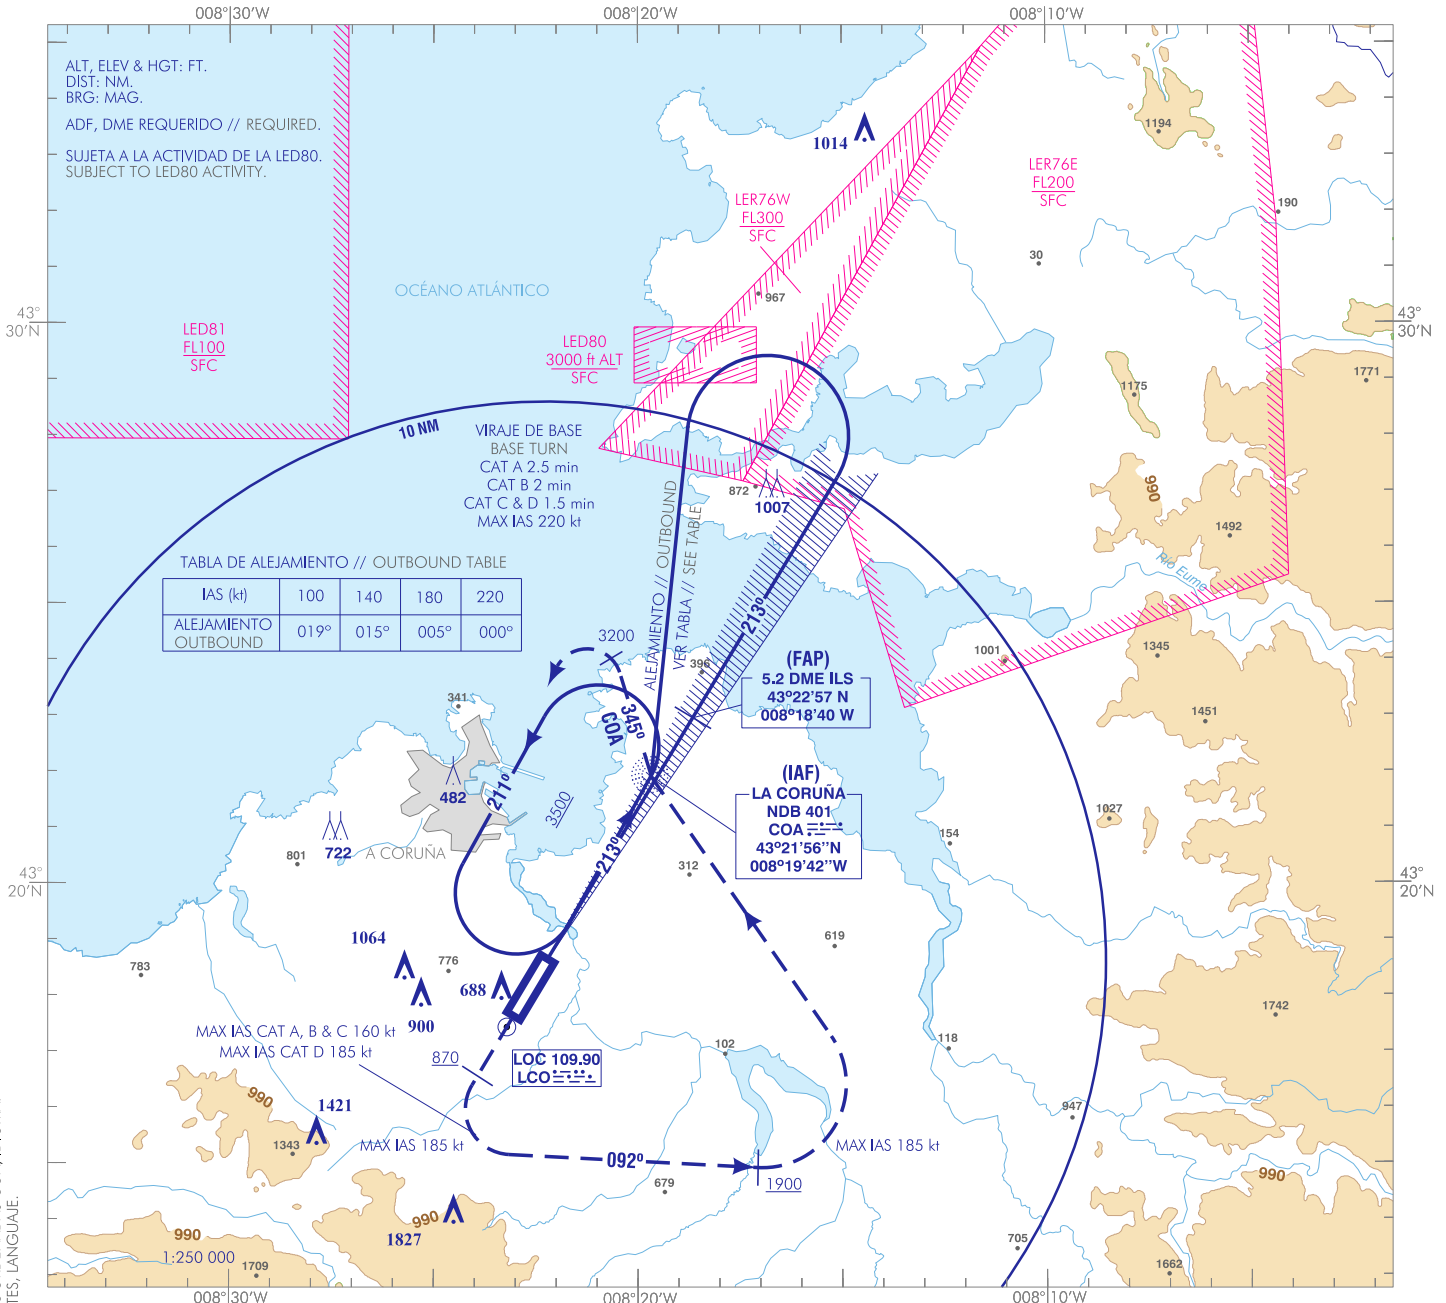 008°30'W
008°20'W
008°10'W
ALT, ELEV & HGT: FT.
DIST: NM.
BRG: MAG.
ADF, DME REQUERIDO // REQUIRED.
SUJETA A LA ACTIVIDAD DE LA LED80.
SUBJECT TO LED80 ACTIVITY.
1014
1194
LER76E
FL200
SFC
LER76W
FL300
SFC
190
30
967
OCÉANO ATLÁNTICO
43°
30'N
43°
30'N
LED81
FL100
SFC
LED80
3000 ft ALT
SFC
1771
1175
10 NM
VIRAJE DE BASE
BASE TURN
CAT A 2.5 min
CAT B 2 min
CAT C & D 1.5 min
MAX IAS 220 kt
872
1007
990
1492
Río Eume
TABLA DE ALEJAMIENTO // OUTBOUND TABLE
IAS (kt) 100 140 180 220
ALEJAMIENTO
OUTBOUND 019° 015° 005° 000°
ALEJAMIENTO // OUTBOUND
VER TABLA // SEE TABLE
213°
3200
396
1001
1345
(FAP)
5.2 DME ILS
43°22'57 N
008°18'40 W
341
345°
COA
1451
211°
482
3500
(IAF)
LA CORUÑA
NDB 401
COA
43°21'56''N
008°19'42''W
1027
722
801
A CORUÑA
213°
312
154
43°
20'N
43°
20'N
1064
783
776
619
688
900
1742
MAX IAS CAT A, B & C 160 kt
MAX IAS CAT D 185 kt
870
LOC 109.90
LCO
102
118
990
1421
947
1343
MAX IAS 185 kt
092°
MAX IAS 185 kt
1900
679
990
990
990
1827
705
1:250 000
1709
1662
TES, LANGUAJE.
008°30'W
008°20'W
008°10'W